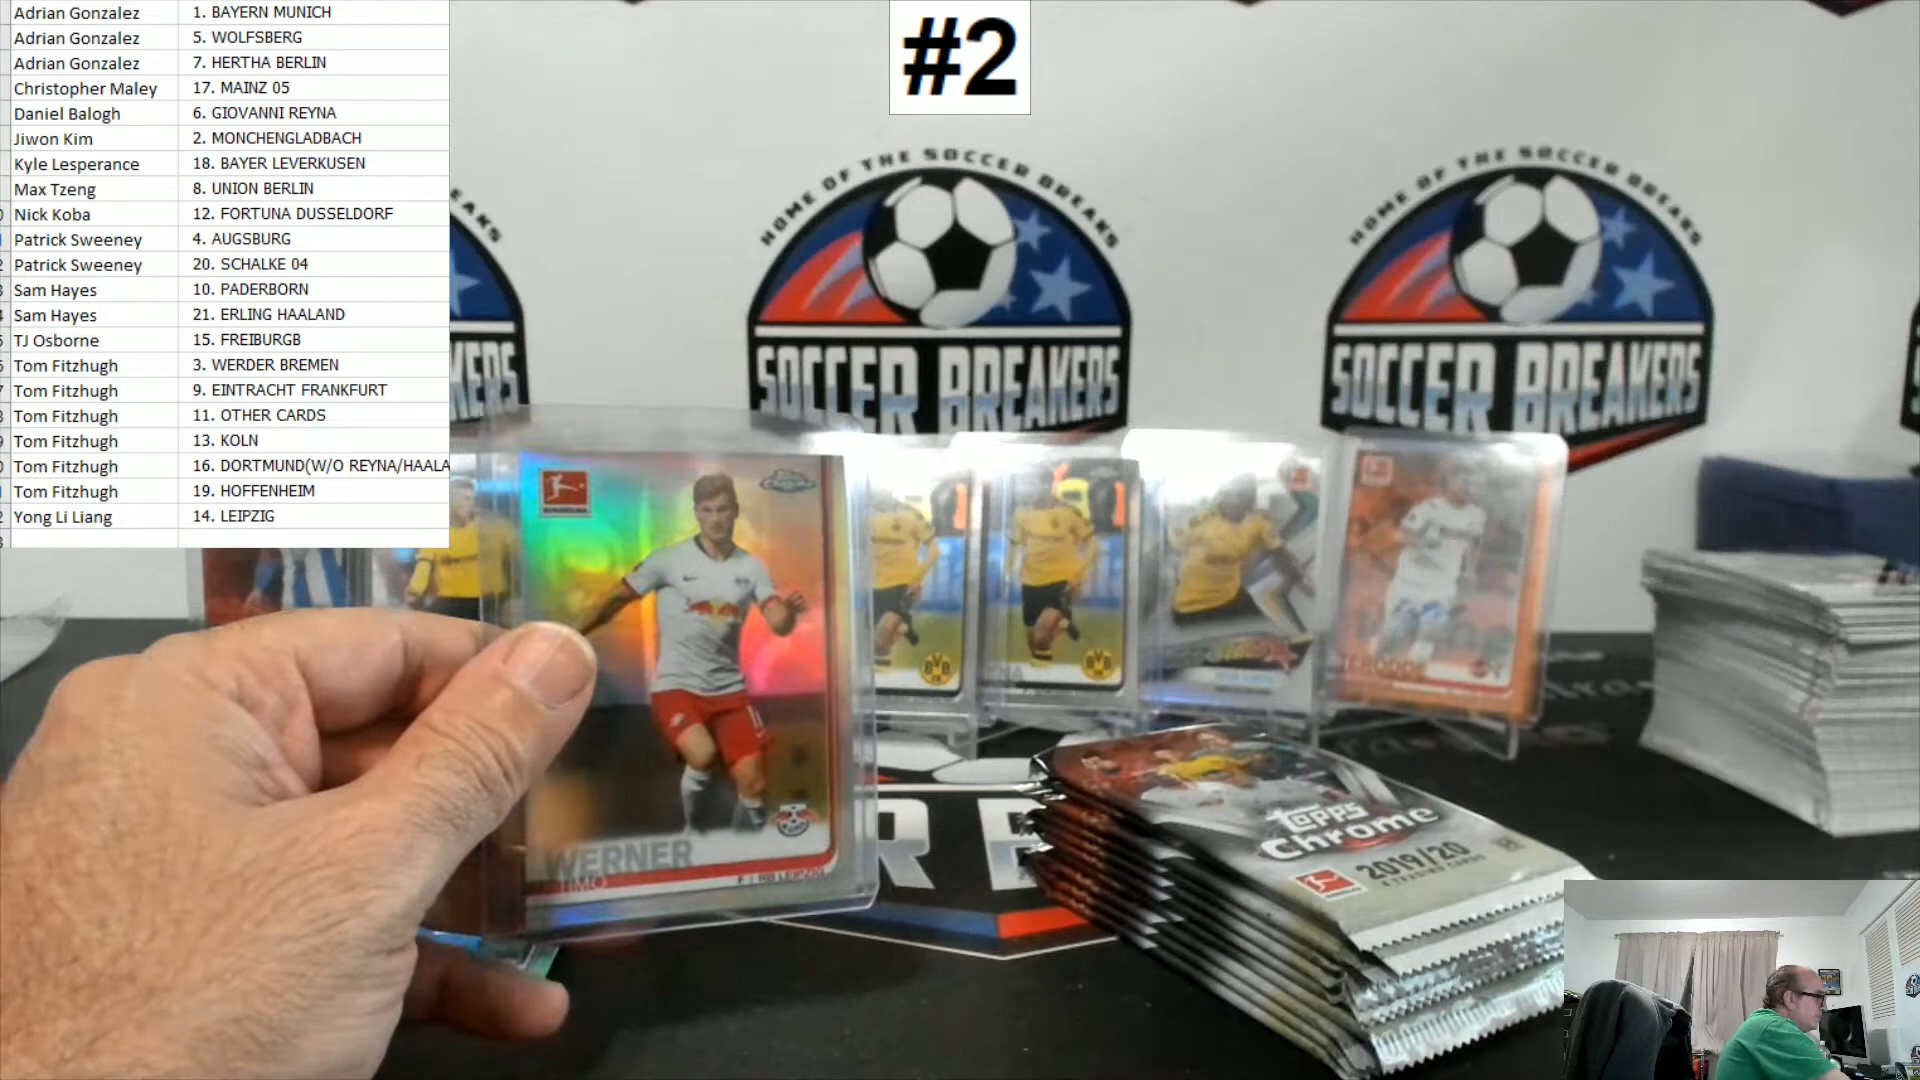 Adrian Gonzalez 1. BAYERN MUNICH
Adrian Gonzalez 5. WOLFSBERG
Adrian Gonzalez 7. HERTHA BERLIN
Christopher Maley 17. MAINZ 05
Daniel Balogh 6. GIOVANNI REYNA
Jiwon Kim 2. MONCHENGLADBACH
Kyle Lesperance 18. BAYER LEVERKUSEN
Max Tzeng 8. UNION BERLIN
Nick Koba 12. FORTUNA DUSSELDORF
Patrick Sweeney 4. AUGSBURG
Patrick Sweeney 20. SCHALKE 04
Sam Hayes 10. PADERBORN
Sam Hayes 21. ERLING HAALAND
TJ Osborne 15. FREIBURGB
Tom Fitzhugh 3. WERDER BREMEN
Tom Fitzhugh 9. EINTRACHT FRANKFURT
Tom Fitzhugh 11. OTHER CARDS
Tom Fitzhugh 13. KOLN
Tom Fitzhugh 16. DORTMUND(W/O REYNA/HAALA
Tom Fitzhugh 19. HOFFENHEIM
Yong Li Liang 14. LEIPZIG
#2
HOME OF THE SOCCER BREAKS
SOCCER BREAKERS
HOME OF THE SOCCER BREAKS
SOCCER BREAKERS
EAKS
KERS
WERNER
TIMO
F | RB LEIPZIG
BVB
BVB
Topps
Chrome
2019/20